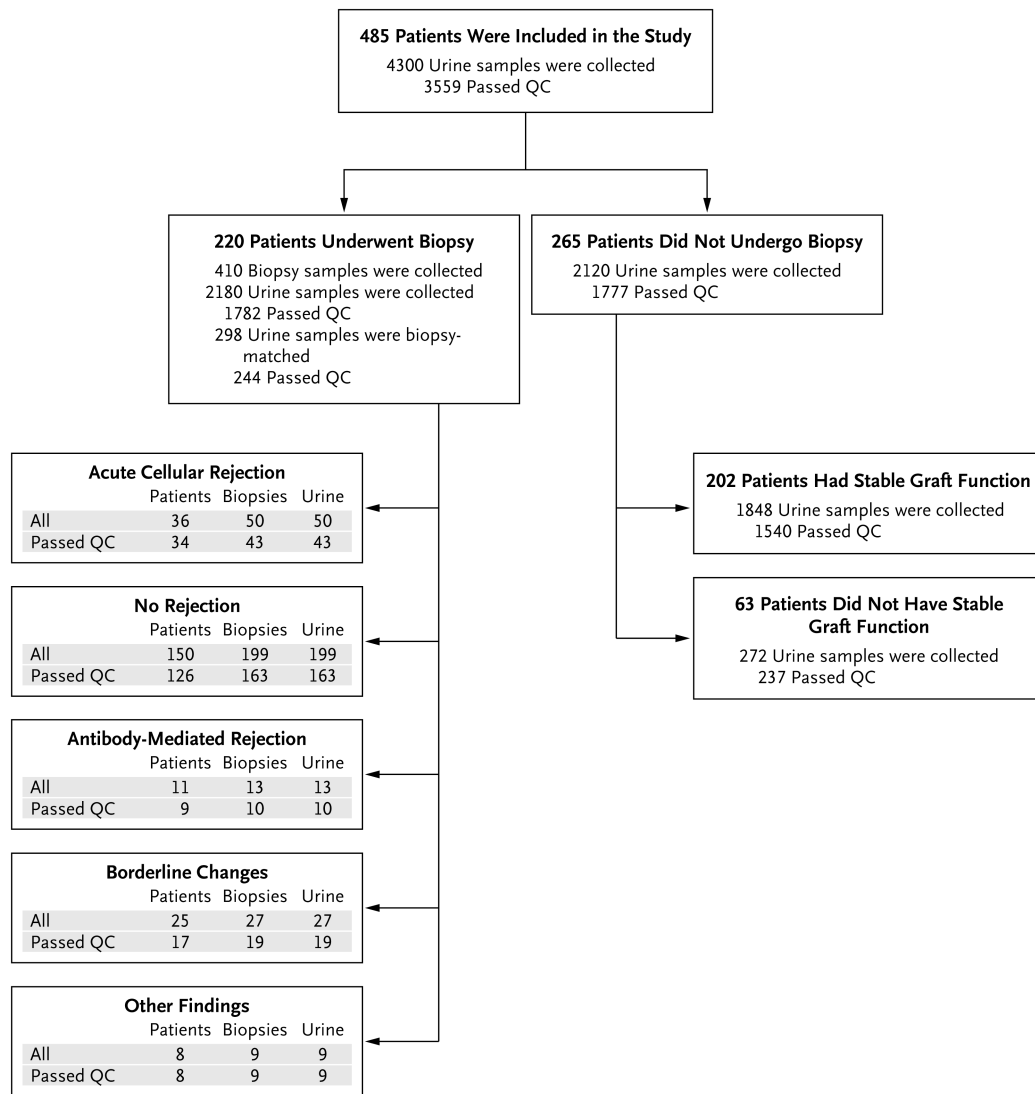 485 Patients Were Included in the Study
4300 Urine samples were collected
3559 Passed QC
220 Patients Underwent Biopsy
410 Biopsy samples were collected
2180 Urine samples were collected
1782 Passed QC
298 Urine samples were biopsy-
matched
244 Passed QC
265 Patients Did Not Undergo Biopsy
2120 Urine samples were collected
1777 Passed QC
Acute Cellular Rejection
Patients Biopsies Urine
All 36 50 50
Passed QC 34 43 43
No Rejection
Patients Biopsies Urine
All 150 199 199
Passed QC 126 163 163
Antibody-Mediated Rejection
Patients Biopsies Urine
All 11 13 13
Passed QC 9 10 10
Borderline Changes
Patients Biopsies Urine
All 25 27 27
Passed QC 17 19 19
Other Findings
Patients Biopsies Urine
All 8 9 9
Passed QC 8 9 9
202 Patients Had Stable Graft Function
1848 Urine samples were collected
1540 Passed QC
63 Patients Did Not Have Stable
Graft Function
272 Urine samples were collected
237 Passed QC